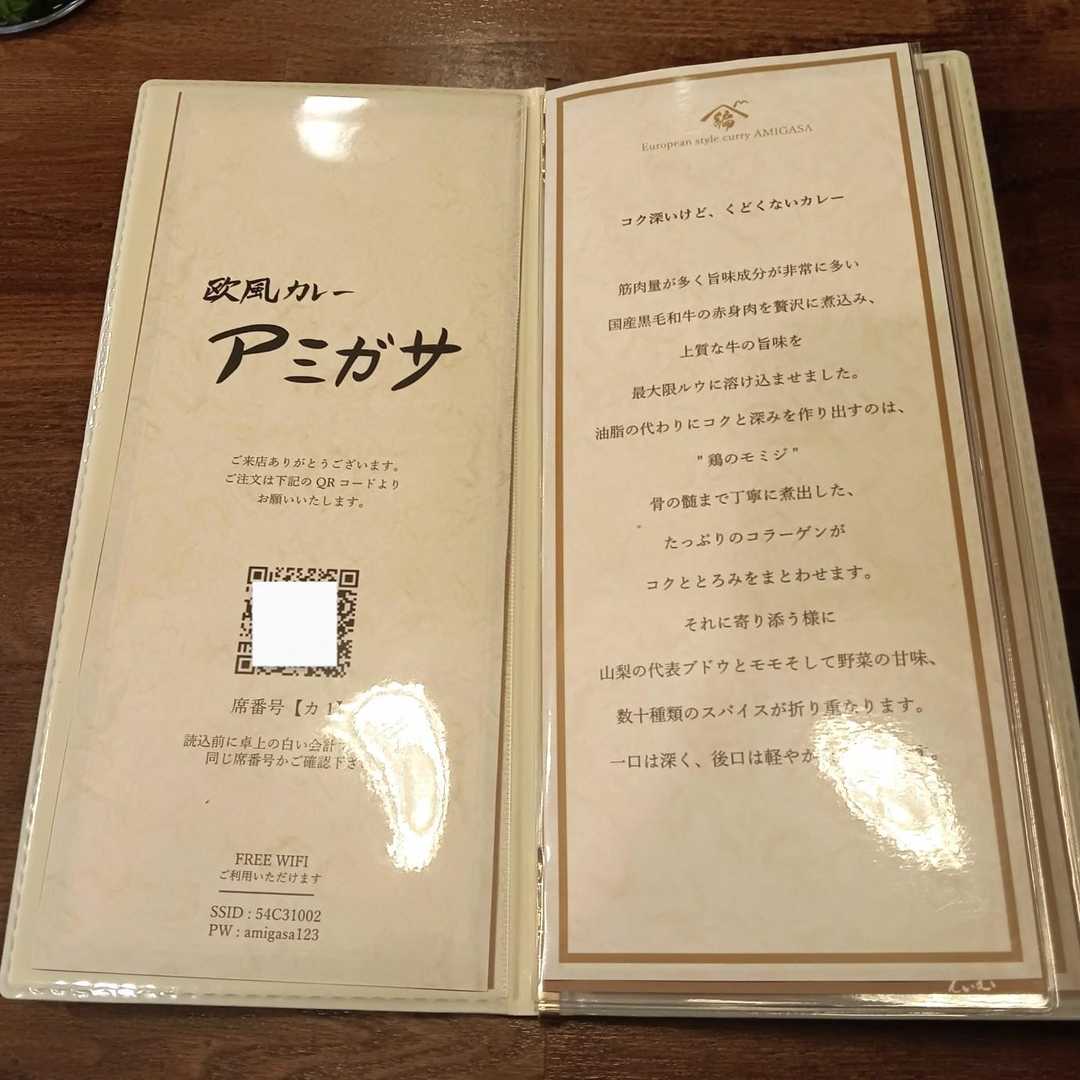 欧風カレー
アミガサ
ご来店ありがとうございます。
ご注文は下記のQRコードより
お願いいたします。
席番号【カ1】
読込前に卓上の白い会計
同じ席番号かご確認下さ
FREE WIFI
ご利用いただけます
SSID : 54C31002
PW : amigasa123
編
European style curry AMIGASA
コク深いけど、くどくないカレー
筋肉量が多く旨味成分が非常に多い
国産黒毛和牛の赤身肉を贅沢に煮込み、
上質な牛の旨味を
最大限ルウに溶け込ませました。
油脂の代わりにコクと深みを作り出すのは、
"鶏のモミジ"
骨の髄まで丁寧に煮出した、
たっぷりのコラーゲンが
コクととろみをまとわせます。
それに寄り添う様に
山梨の代表ブドウとモモそして野菜の甘味、
数十種類のスパイスが折り重なります。
一口は深く、後口は軽やか